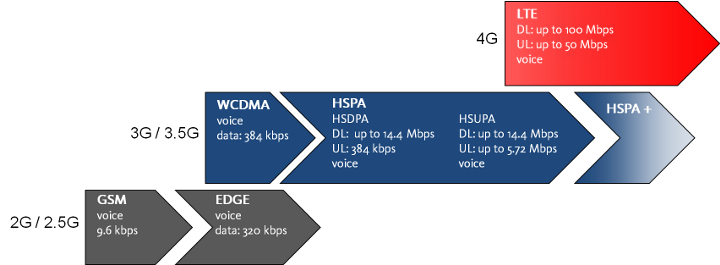 4G
LTE
DL: up to 100 Mbps
UL: up to 50 Mbps
voice
3G / 3.5G
WCDMA
voice
data: 384 kbps
HSPA
HSDPA
DL: up to 14.4 Mbps
UL: 384 kbps
voice
HSUPA
DL: up to 14.4 Mbps
UL: up to 5.72 Mbps
voice
HSPA +
2G / 2.5G
GSM
voice
9.6 kbps
EDGE
voice
data: 320 kbps